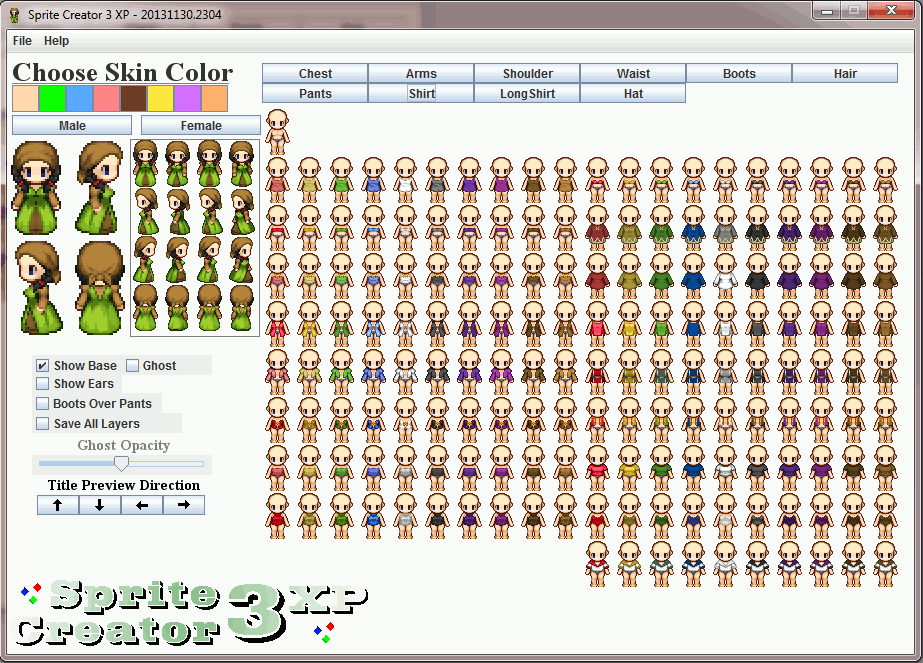 Sprite Creator 3 XP - 20131130.2304
File Help
Choose Skin Color
Chest Arms Shoulder Waist Boots Hair
Pants Shirt LongShirt Hat
Male Female
Show Base Ghost
Show Ears
Boots Over Pants
Save All Layers
Ghost Opacity
Title Preview Direction
Sprite
Creator 3 XP